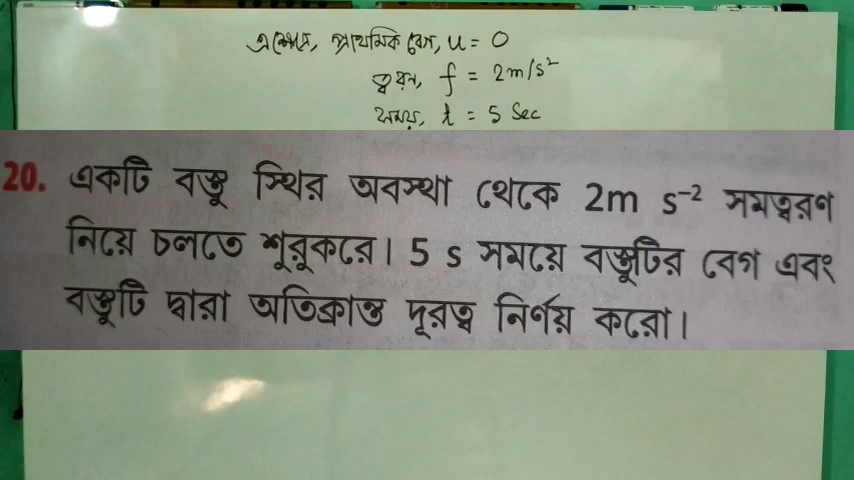 এক্ষেত্রে, প্রাথমিক বেগ, u = 0
ত্বরণ, f = 2m/s²
সময়, t = 5 Sec
20. একটি বস্তু স্থির অবস্থা থেকে 2m s⁻² সমত্বরণ
নিয়ে চলতে শুরুকরে। 5 s সময়ে বস্তুটির বেগ এবং
বস্তুটি দ্বারা অতিক্রান্ত দূরত্ব নির্ণয় করো।